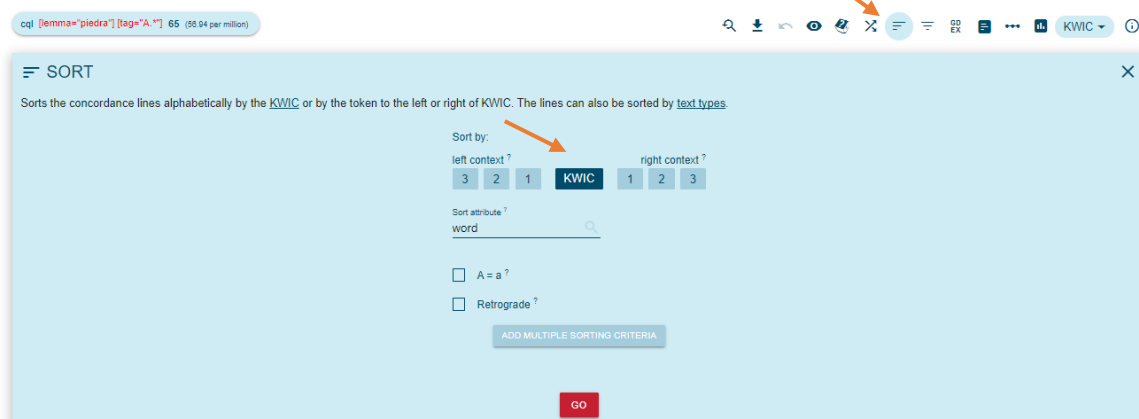 cql [lemma="piedra"] [tag="A.*"] 65 (56.94 per million)
GD
EX
KWIC
SORT
Sorts the concordance lines alphabetically by the KWIC or by the token to the left or right of KWIC. The lines can also be sorted by text types.
Sort by:
left context ? right context ?
3 2 1 KWIC 1 2 3
Sort attribute ?
word
A = a ?
Retrograde ?
ADD MULTIPLE SORTING CRITERIA
GO